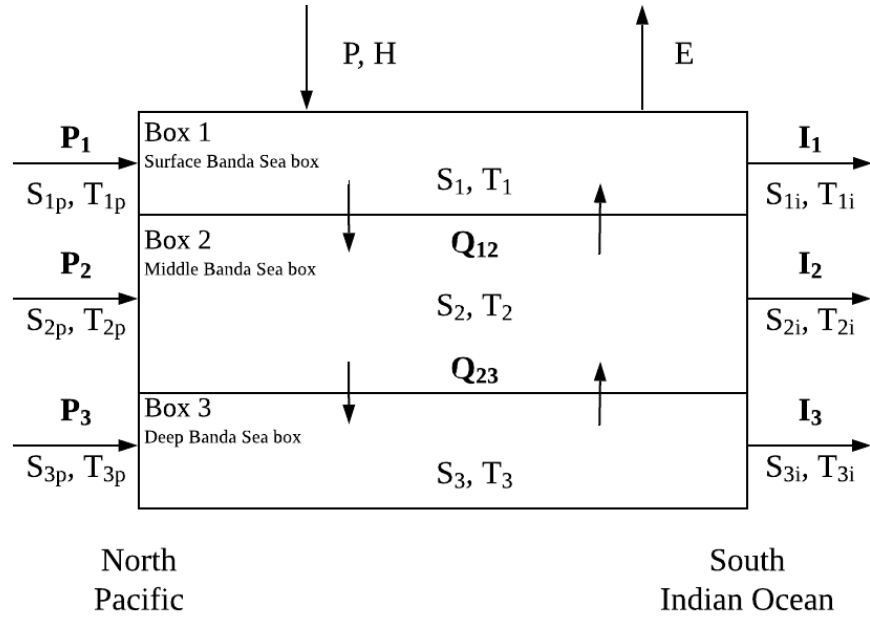 P, H
E
P₁
Box 1
I₁
Surface Banda Sea box
S₁ₚ, T₁ₚ
S₁, T₁
S₁ᵢ, T₁ᵢ
Box 2
Q₁₂
P₂
Middle Banda Sea box
I₂
S₂ₚ, T₂ₚ
S₂, T₂
S₂ᵢ, T₂ᵢ
Q₂₃
P₃
Box 3
I₃
Deep Banda Sea box
S₃ₚ, T₃ₚ
S₃, T₃
S₃ᵢ, T₃ᵢ
North
Pacific
South
Indian Ocean